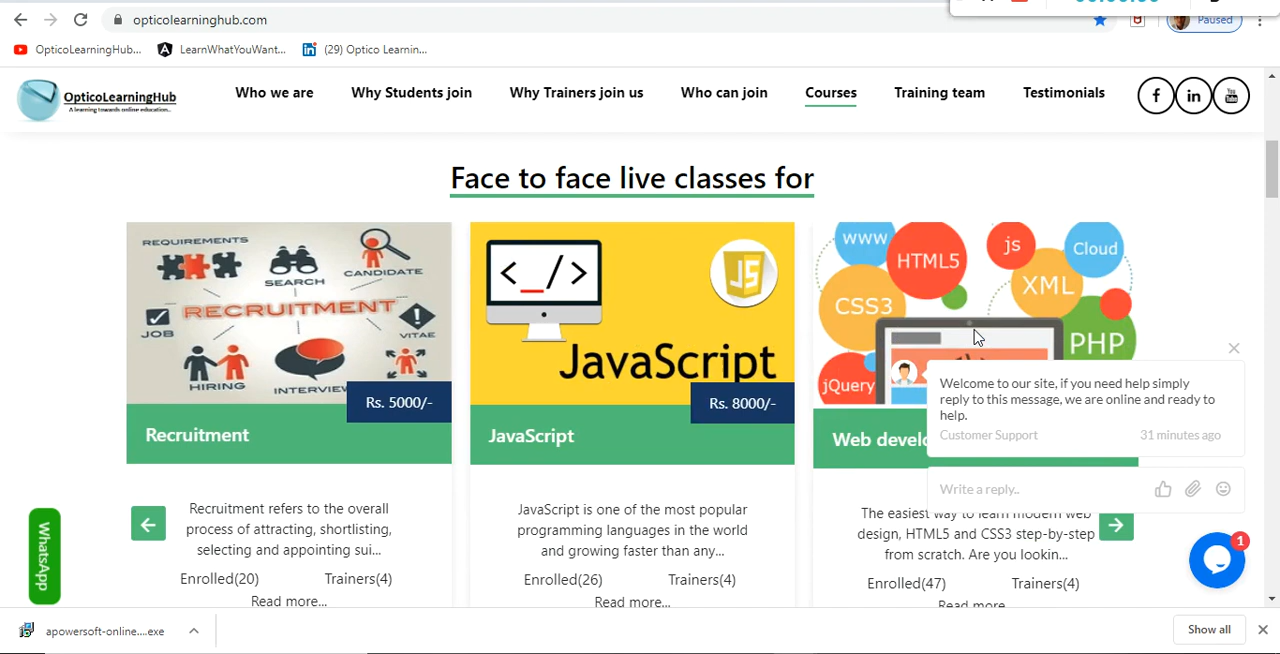 opticolearninghub.com
Paused
OpticoLearningHub...
LearnWhatYouWant...
(29) Optico Learnin...
OpticoLearningHub
A learning towards online education..
Who we are
Why Students join
Why Trainers join us
Who can join
Courses
Training team
Testimonials
Face to face live classes for
REQUIREMENTS
SEARCH
CANDIDATE
RECRUITMENT
JOB
VITAE
HIRING
INTERVIEW
Rs. 5000/-
Recruitment
Recruitment refers to the overall
process of attracting, shortlisting,
selecting and appointing sui...
Enrolled(20) Trainers(4)
Read more...
<_/>
JS
JavaScript
Rs. 8000/-
JavaScript
JavaScript is one of the most popular
programming languages in the world
and growing faster than any...
Enrolled(26) Trainers(4)
Read more...
WWW
HTML5
js
Cloud
CSS3
XML
PHP
jQuery
Web develo
The easiest way to learn modern web
design, HTML5 and CSS3 step-by-step
from scratch. Are you lookin...
Enrolled(47) Trainers(4)
Read more
Welcome to our site, if you need help simply
reply to this message, we are online and ready to
help.
Customer Support 31 minutes ago
Write a reply..
1
WhatsApp
apowersoft-online....exe
Show all